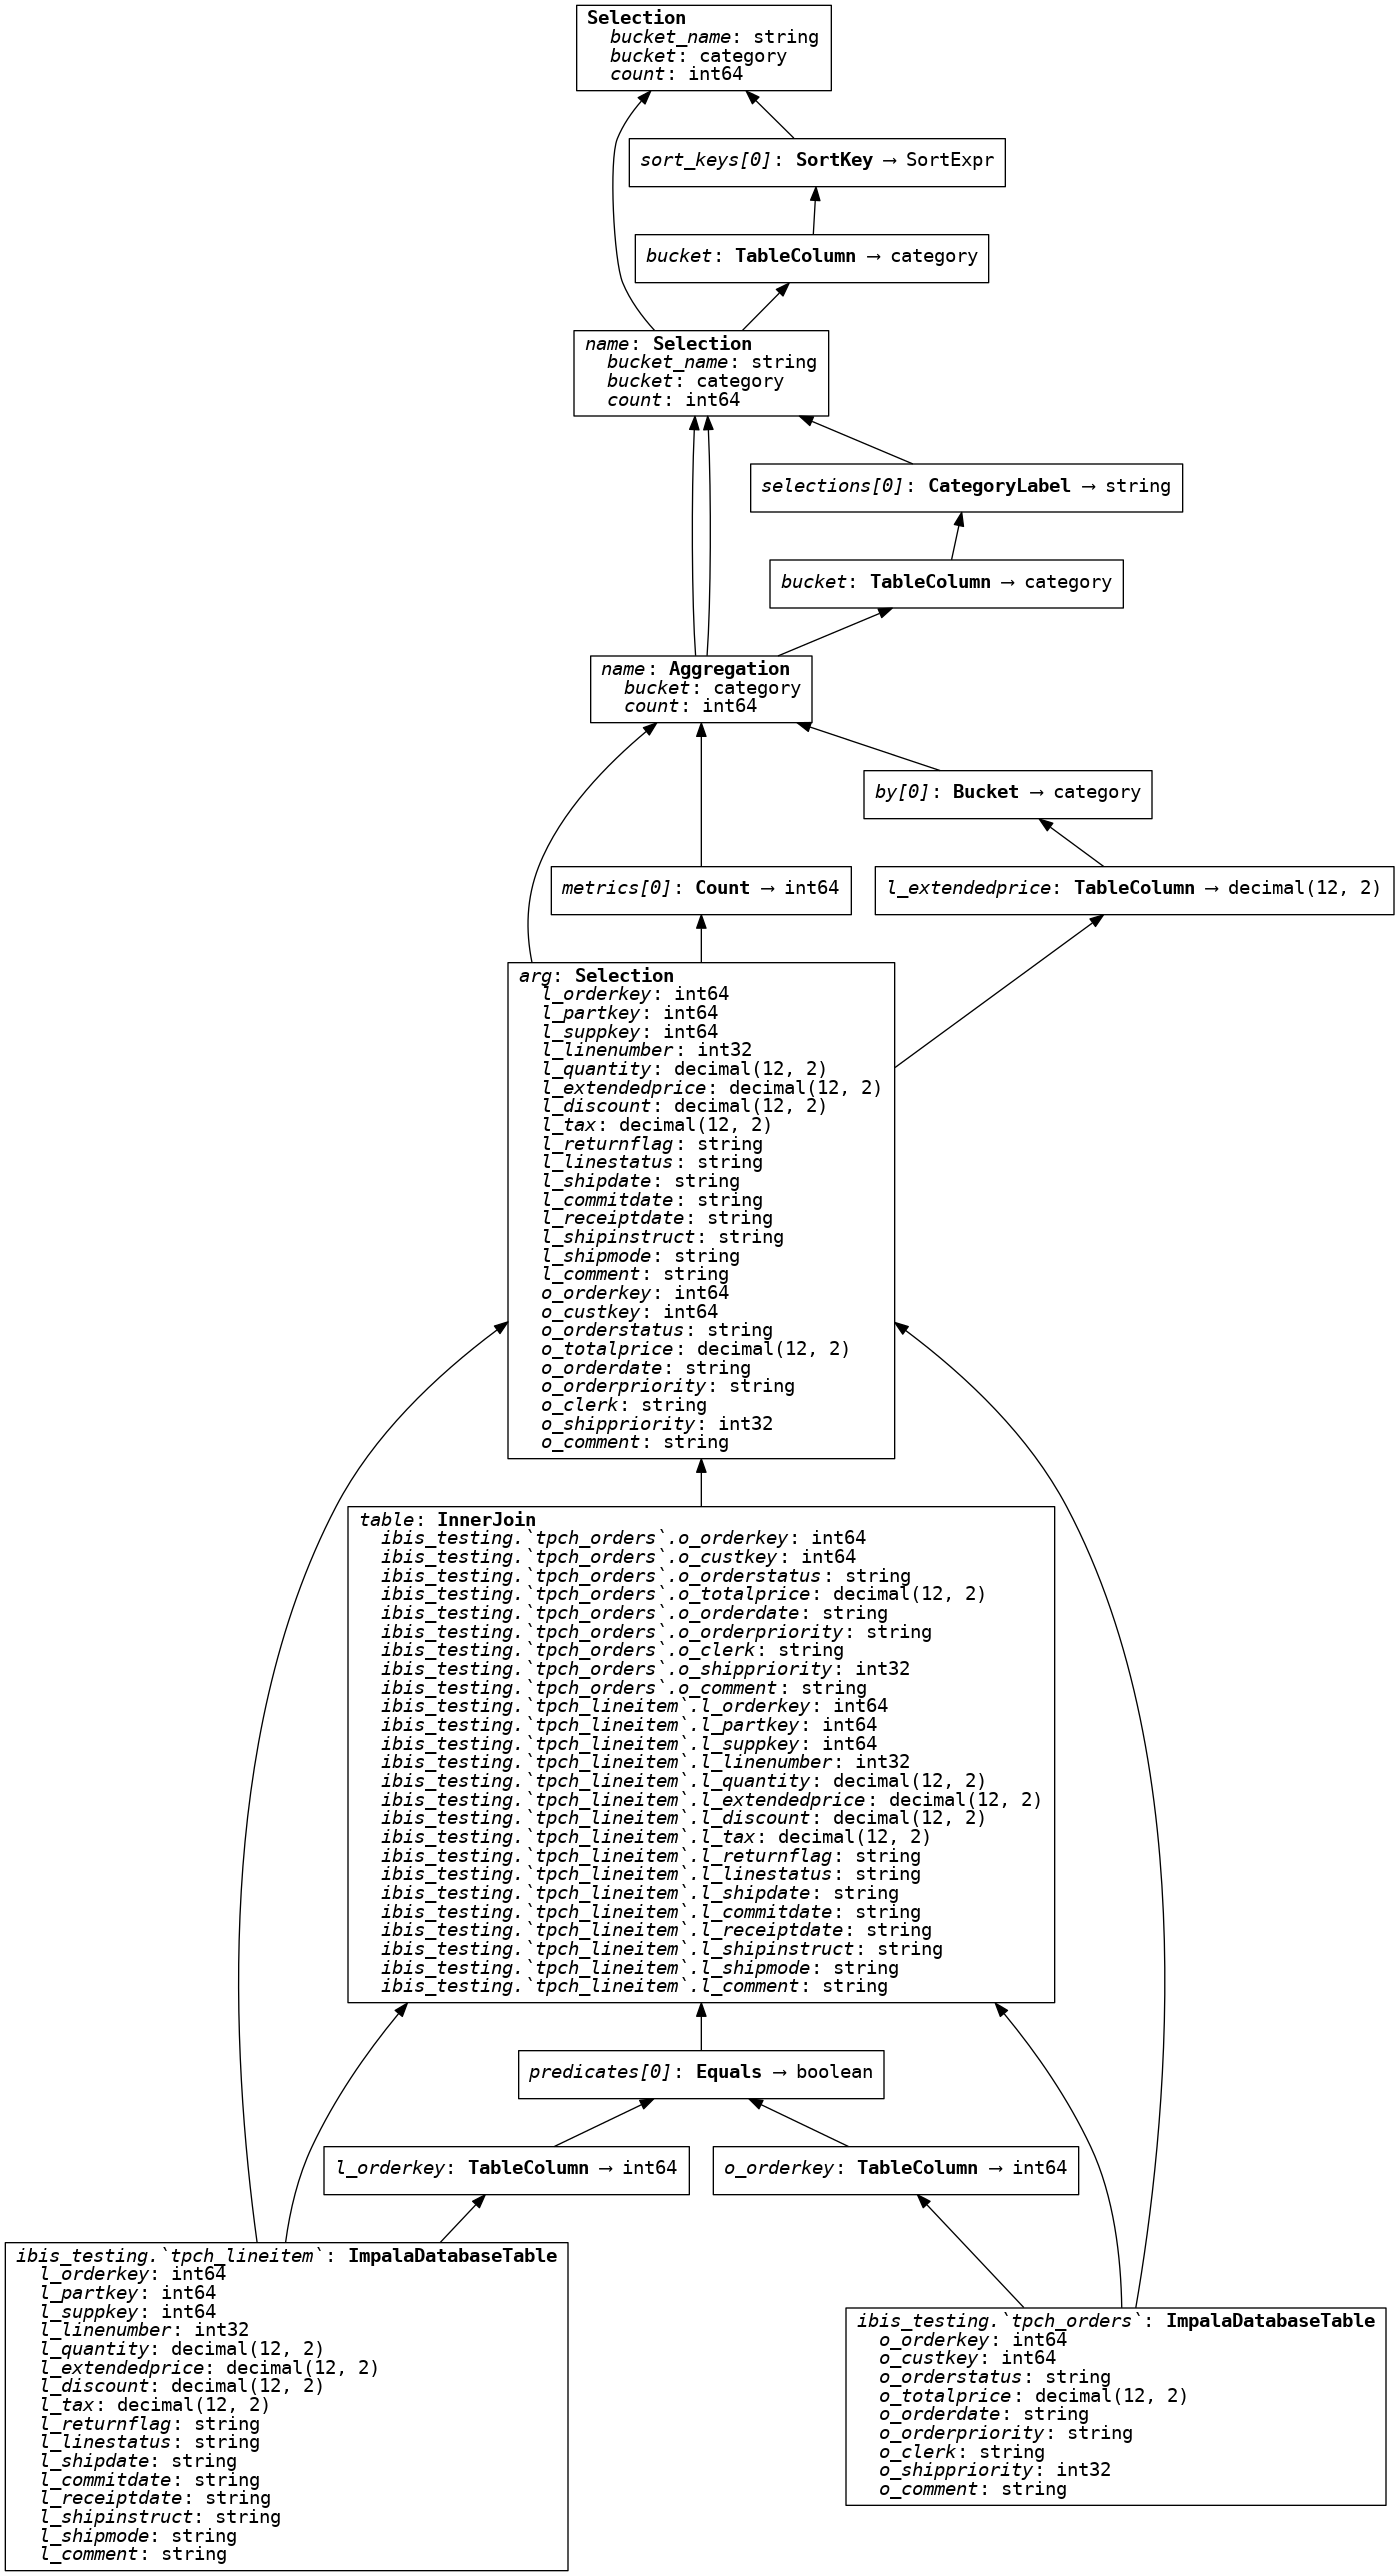 Selection
bucket_name: string
bucket: category
count: int64
sort_keys[0]: SortKey → SortExpr
bucket: TableColumn → category
name: Selection
bucket_name: string
bucket: category
count: int64
selections[0]: CategoryLabel → string
bucket: TableColumn → category
name: Aggregation
bucket: category
count: int64
by[0]: Bucket → category
metrics[0]: Count → int64
l_extendedprice: TableColumn → decimal(12, 2)
arg: Selection
l_orderkey: int64
l_partkey: int64
l_suppkey: int64
l_linenumber: int32
l_quantity: decimal(12, 2)
l_extendedprice: decimal(12, 2)
l_discount: decimal(12, 2)
l_tax: decimal(12, 2)
l_returnflag: string
l_linestatus: string
l_shipdate: string
l_commitdate: string
l_receiptdate: string
l_shipinstruct: string
l_shipmode: string
l_comment: string
o_orderkey: int64
o_custkey: int64
o_orderstatus: string
o_totalprice: decimal(12, 2)
o_orderdate: string
o_orderpriority: string
o_clerk: string
o_shippriority: int32
o_comment: string
table: InnerJoin
ibis_testing.`tpch_orders`.o_orderkey: int64
ibis_testing.`tpch_orders`.o_custkey: int64
ibis_testing.`tpch_orders`.o_orderstatus: string
ibis_testing.`tpch_orders`.o_totalprice: decimal(12, 2)
ibis_testing.`tpch_orders`.o_orderdate: string
ibis_testing.`tpch_orders`.o_orderpriority: string
ibis_testing.`tpch_orders`.o_clerk: string
ibis_testing.`tpch_orders`.o_shippriority: int32
ibis_testing.`tpch_orders`.o_comment: string
ibis_testing.`tpch_lineitem`.l_orderkey: int64
ibis_testing.`tpch_lineitem`.l_partkey: int64
ibis_testing.`tpch_lineitem`.l_suppkey: int64
ibis_testing.`tpch_lineitem`.l_linenumber: int32
ibis_testing.`tpch_lineitem`.l_quantity: decimal(12, 2)
ibis_testing.`tpch_lineitem`.l_extendedprice: decimal(12, 2)
ibis_testing.`tpch_lineitem`.l_discount: decimal(12, 2)
ibis_testing.`tpch_lineitem`.l_tax: decimal(12, 2)
ibis_testing.`tpch_lineitem`.l_returnflag: string
ibis_testing.`tpch_lineitem`.l_linestatus: string
ibis_testing.`tpch_lineitem`.l_shipdate: string
ibis_testing.`tpch_lineitem`.l_commitdate: string
ibis_testing.`tpch_lineitem`.l_receiptdate: string
ibis_testing.`tpch_lineitem`.l_shipinstruct: string
ibis_testing.`tpch_lineitem`.l_shipmode: string
ibis_testing.`tpch_lineitem`.l_comment: string
predicates[0]: Equals → boolean
l_orderkey: TableColumn → int64
o_orderkey: TableColumn → int64
ibis_testing.`tpch_lineitem`: ImpalaDatabaseTable
l_orderkey: int64
l_partkey: int64
l_suppkey: int64
l_linenumber: int32
l_quantity: decimal(12, 2)
l_extendedprice: decimal(12, 2)
l_discount: decimal(12, 2)
l_tax: decimal(12, 2)
l_returnflag: string
l_linestatus: string
l_shipdate: string
l_commitdate: string
l_receiptdate: string
l_shipinstruct: string
l_shipmode: string
l_comment: string
ibis_testing.`tpch_orders`: ImpalaDatabaseTable
o_orderkey: int64
o_custkey: int64
o_orderstatus: string
o_totalprice: decimal(12, 2)
o_orderdate: string
o_orderpriority: string
o_clerk: string
o_shippriority: int32
o_comment: string